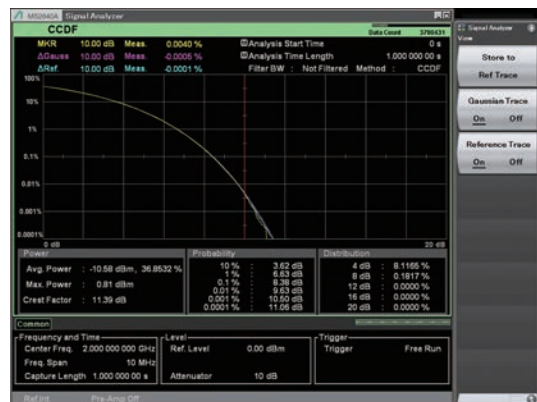 MS2840A Signal Analyzer
CCDF
Data Count 3780431
MKR 10.00 dB Meas. 0.0040 %
ΔGauss 10.00 dB Meas. -0.0005 %
ΔRef. 10.00 dB Meas. -0.0001 %
Analysis Start Time 0 s
Analysis Time Length 1.000 000 00 s
Filter BW : Not Filtered Method : CCDF
100%
10%
1%
0.1%
0.01%
0.001%
0.0001%
0 dB 20 dB
Power Probability Distribution
Avg. Power : -10.58 dBm, 36.8532 %
Max. Power : 0.81 dBm
Crest Factor : 11.39 dB
10 % : 3.62 dB
1 % : 6.63 dB
0.1 % : 8.38 dB
0.01 % : 9.63 dB
0.001 % : 10.50 dB
0.0001 % : 11.06 dB
4 dB : 8.1165 %
8 dB : 0.1817 %
12 dB : 0.0000 %
16 dB : 0.0000 %
20 dB : 0.0000 %
Common
Frequency and Time
Center Freq. 2.000 000 000 GHz
Freq. Span 10 MHz
Capture Length 1.000 000 00 s
Level
Ref. Level 0.00 dBm
Attenuator 10 dB
Trigger
Trigger Free Run
Ref.Int Pre-Amp Off
Signal Analyzer
View
Store to
Ref Trace
Gaussian Trace
On Off
Reference Trace
On Off